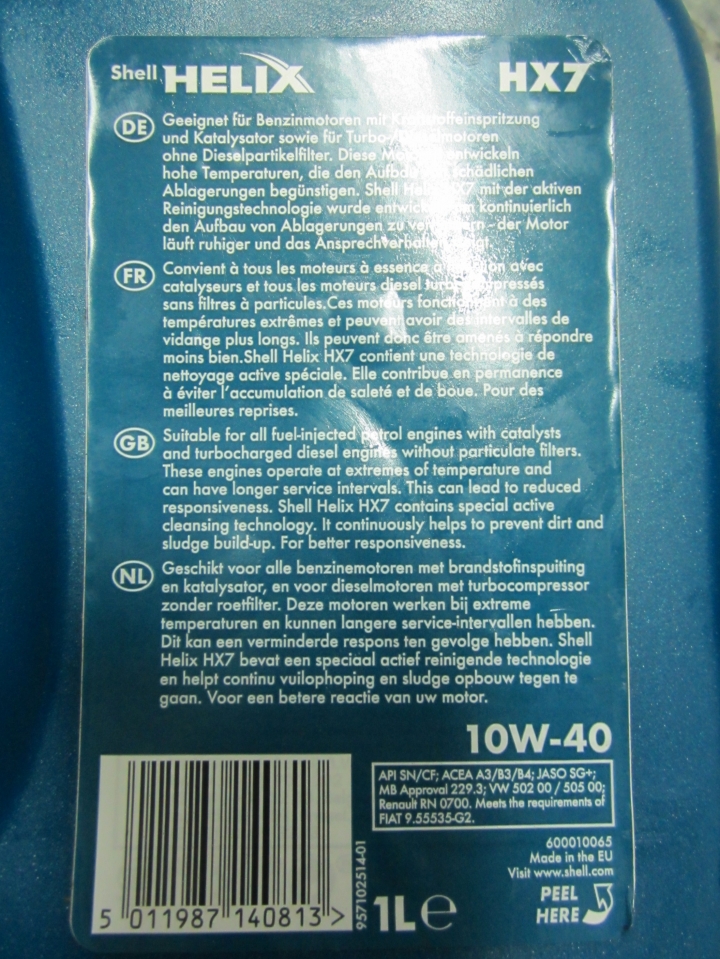 Shell HELIX HX7
DE
Geeignet für Benzinmotoren mit Kraftstoffeinspritzung
und Katalysator sowie für Turbo-/Dieselmotoren
ohne Dieselpartikelfilter. Diese entwickeln
hohe Temperaturen, die den Aufbau schädlichen
Ablagerungen begünstigen. Shell Helix HX7 mit der aktiven
Reinigungstechnologie wurde kontinuierlich
den Aufbau von Ablagerungen zu - der Motor
läuft ruhiger und das Ansprechverhalten
FR
Convient à tous les moteurs à essence à avec
catalyseurs et tous les moteurs diesel
sans filtres à particules.Ces moteurs fonctionnent à des
températures extrêmes et peuvent avoir des intervalles de
vidange plus longs. Ils peuvent donc être amenés à répondre
moins bien.Shell Helix HX7 contient une technologie de
nettoyage active spéciale. Elle contribue en permanence
à éviter l'accumulation de saleté et de boue. Pour des
meilleures reprises.
GB
Suitable for all fuel-injected petrol engines with catalysts
and turbocharged diesel engines without particulate filters.
These engines operate at extremes of temperature and
can have longer service intervals. This can lead to reduced
responsiveness. Shell Helix HX7 contains special active
cleansing technology. It continuously helps to prevent dirt and
sludge build-up. For better responsiveness.
NL
Geschikt voor alle benzinemotoren met brandstofinspuiting
en katalysator, en voor dieselmotoren met turbocompressor
zonder roetfilter. Deze motoren werken bij extreme
temperaturen en kunnen langere service-intervallen hebben.
Dit kan een verminderde respons ten gevolge hebben. Shell
Helix HX7 bevat een speciaal actief reinigende technologie
en helpt continu vuilophoping en sludge opbouw tegen te
gaan. Voor een betere reactie van uw motor.
10W-40
API SN/CF; ACEA A3/B3/B4; JASO SG+;
MB Approval 229.3; VW 502 00 / 505 00;
Renault RN 0700. Meets the requirements of
FIAT 9.55535-G2.
600010065
Made in the EU
Visit www.shell.com
PEEL
HERE
957102514-01
1L e
5 011987 140813 >